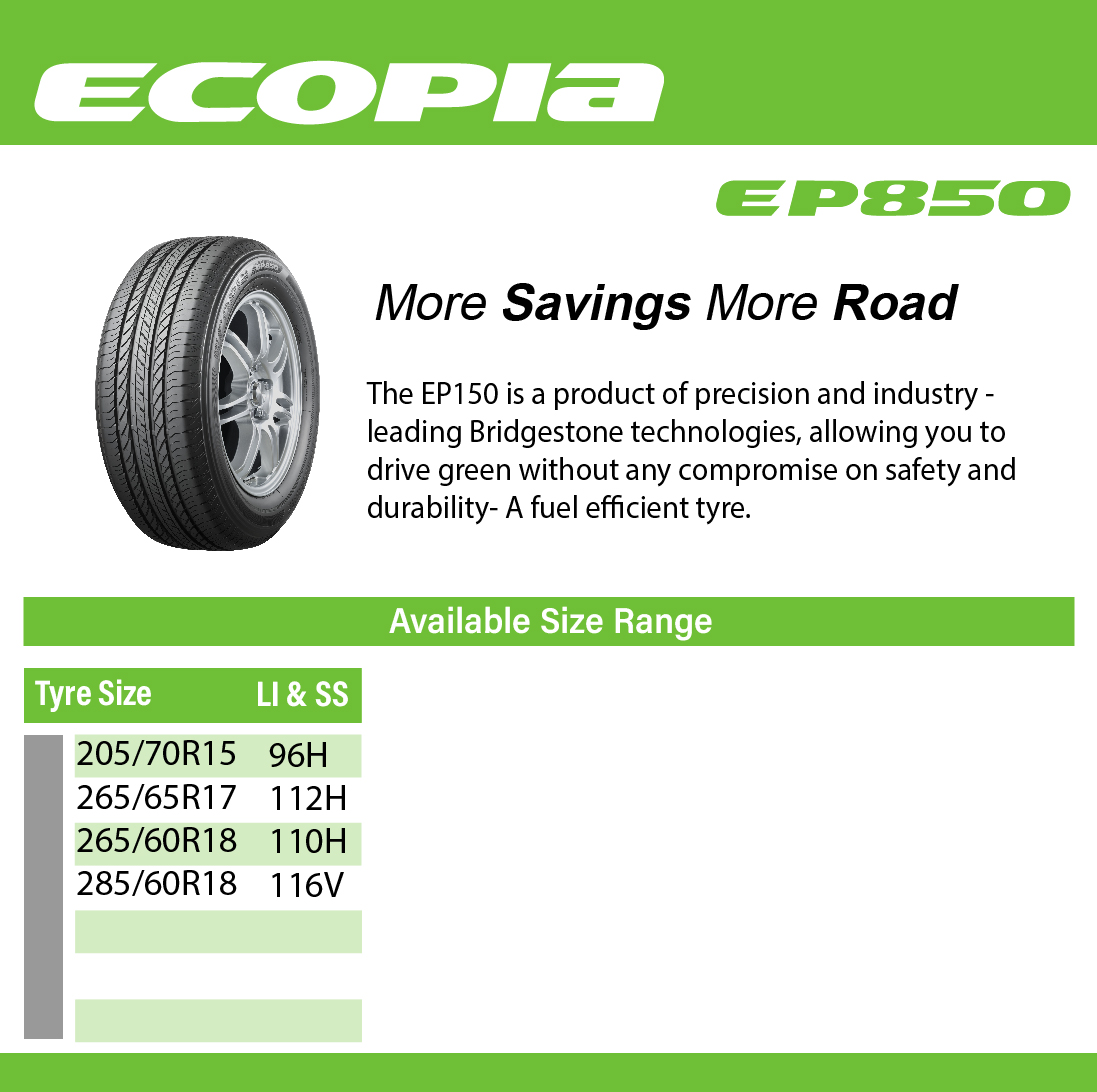 ECOPIA
EP850
EP850
More Savings More Road
The EP150 is a product of precision and industry -
leading Bridgestone technologies, allowing you to
drive green without any compromise on safety and
durability- A fuel efficient tyre.
Available Size Range
Tyre Size LI & SS
205/70R15 96H
265/65R17 112H
265/60R18 110H
285/60R18 116V